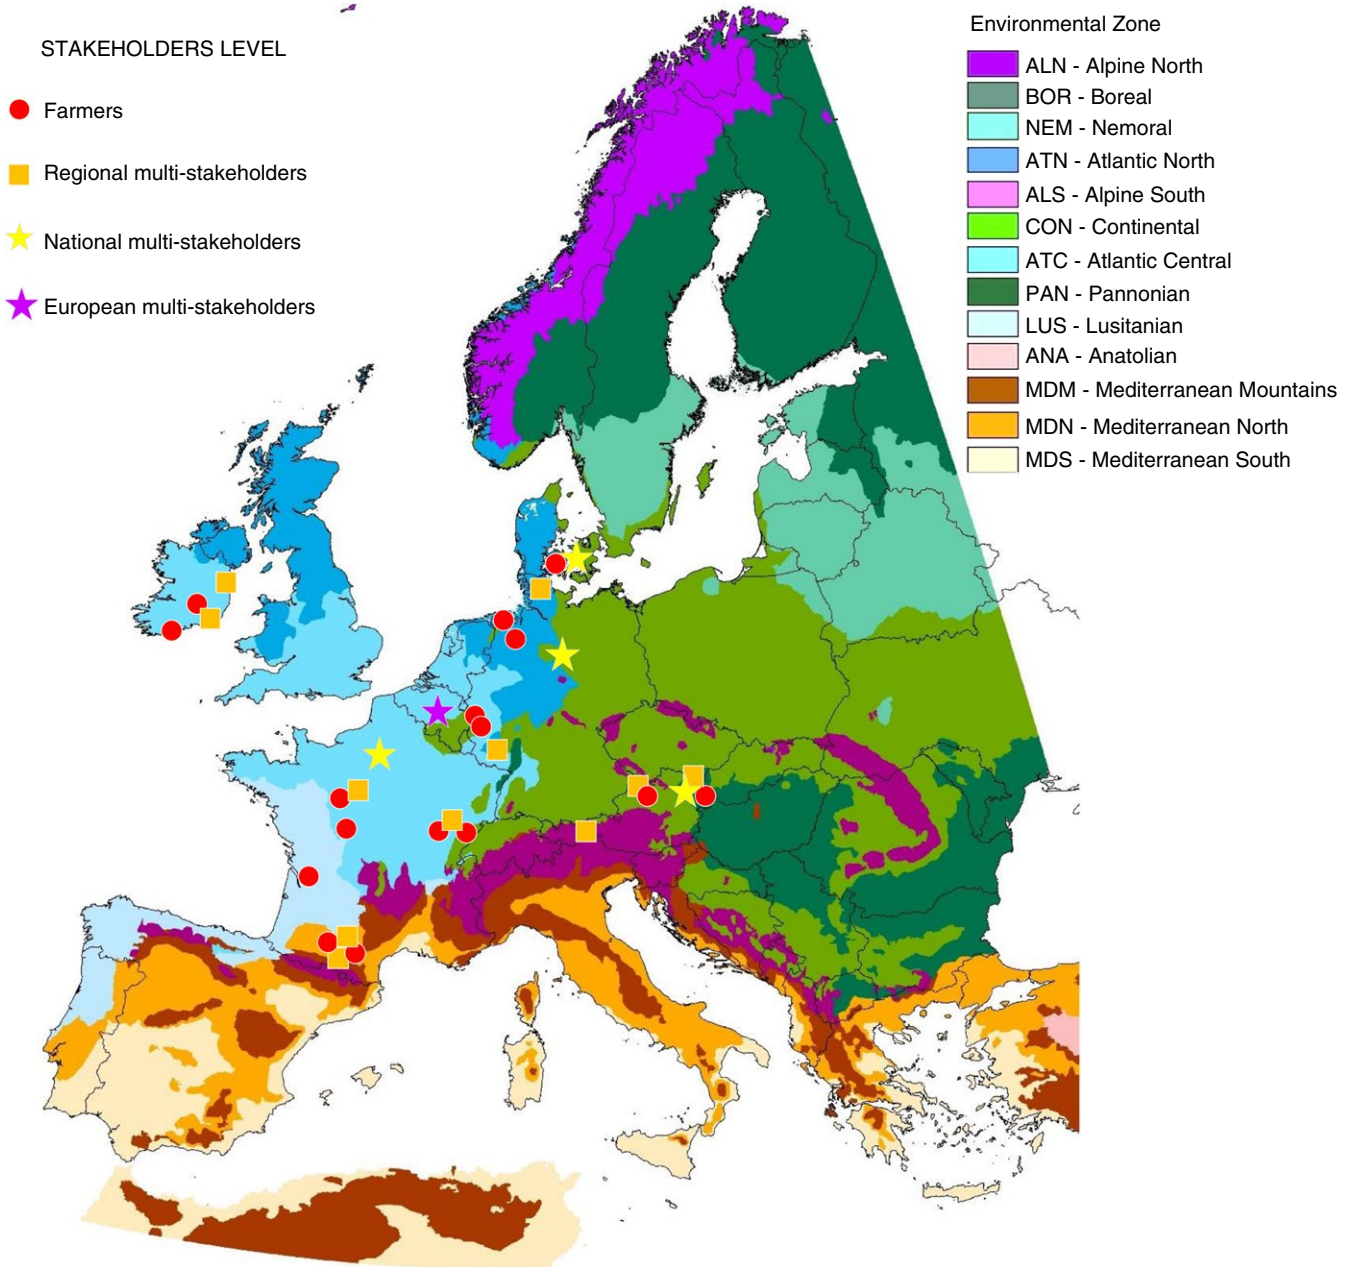 STAKEHOLDERS LEVEL
Farmers
Regional multi-stakeholders
National multi-stakeholders
European multi-stakeholders
Environmental Zone
ALN - Alpine North
BOR - Boreal
NEM - Nemoral
ATN - Atlantic North
ALS - Alpine South
CON - Continental
ATC - Atlantic Central
PAN - Pannonian
LUS - Lusitanian
ANA - Anatolian
MDM - Mediterranean Mountains
MDN - Mediterranean North
MDS - Mediterranean South